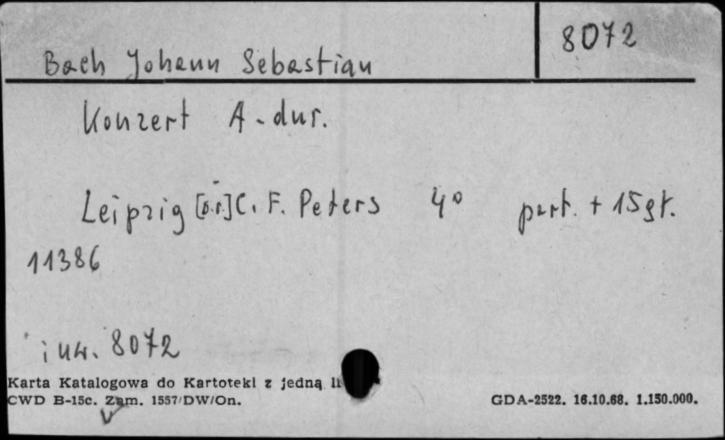 8072
Bach Johann Sebastian
Konzert A-dur.
Leipzig [b.r.] C. F. Peters 4° part. + 15 gł.
11386
inw. 8072
Karta Katalogowa do Kartoteki z jedną
CWD B-15c. Zam. 1557/DW/On.
GDA-2522. 16.10.68. 1.150.000.